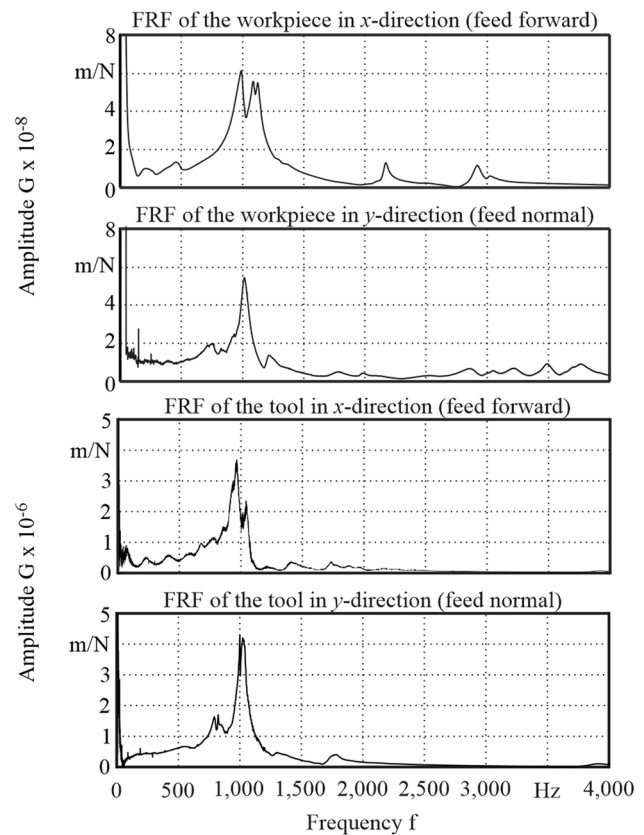 FRF of the workpiece in x-direction (feed forward)
8
m/N
4
2
0
FRF of the workpiece in y-direction (feed normal)
8
m/N
4
2
0
Amplitude G x 10-8
FRF of the tool in x-direction (feed forward)
5
m/N
3
2
1
0
FRF of the tool in y-direction (feed normal)
5
m/N
3
2
1
0
Amplitude G x 10-6
0 500 1,000 1,500 2,000 2,500 3,000 Hz 4,000
Frequency f